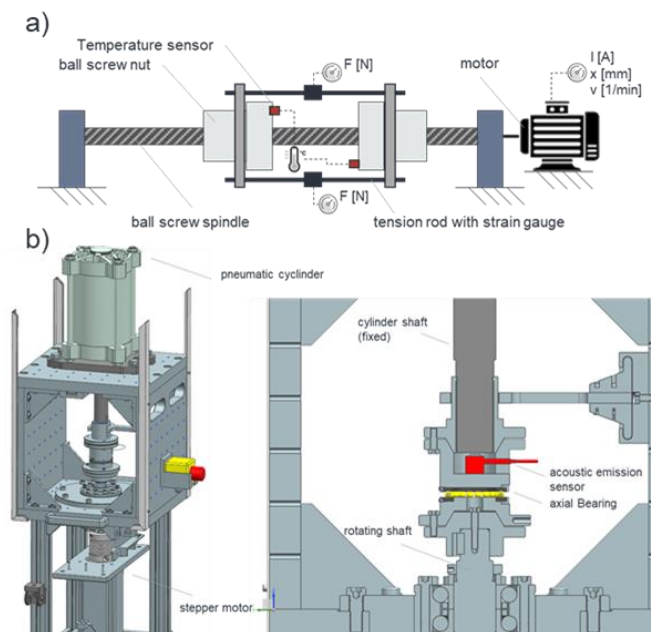 a)
Temperature sensor
ball screw nut
F [N]
motor
I [A]
x [mm]
v [1/min]
°C
F [N]
ball screw spindle
tension rod with strain gauge
b)
pneumatic cyclinder
cylinder shaft
(fixed)
acoustic emission
sensor
axial Bearing
rotating shaft
stepper motor